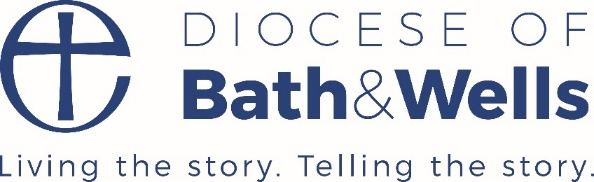 DIOCESE OF
Bath&Wells
Living the story. Telling the story.